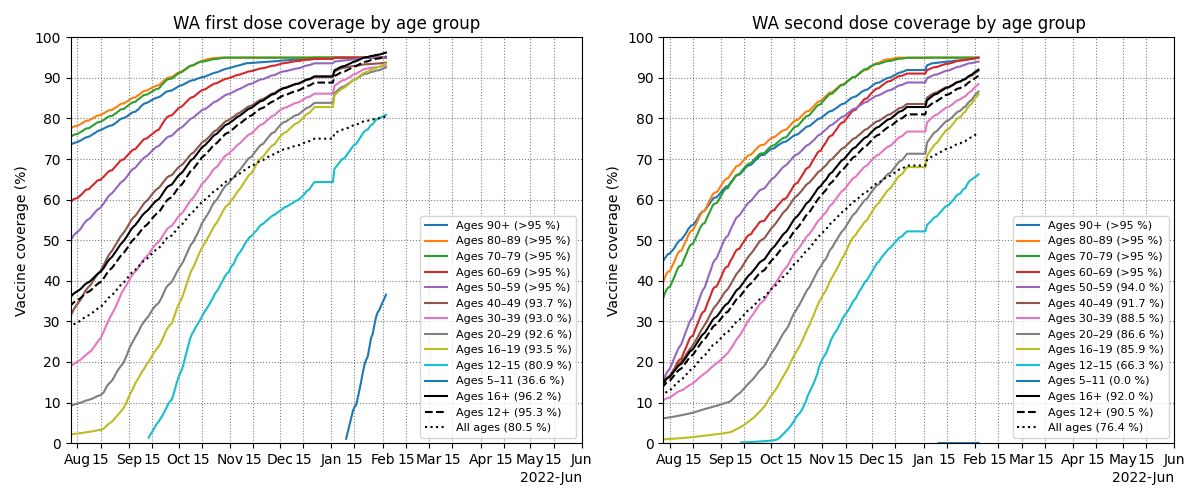 WA first dose coverage by age group
Vaccine coverage (%)
100
90
80
70
60
50
40
30
20
10
0
Ages 90+ (>95 %)
Ages 80–89 (>95 %)
Ages 70–79 (>95 %)
Ages 60–69 (>95 %)
Ages 50–59 (>95 %)
Ages 40–49 (93.7 %)
Ages 30–39 (93.0 %)
Ages 20–29 (92.6 %)
Ages 16–19 (93.5 %)
Ages 12–15 (80.9 %)
Ages 5–11 (36.6 %)
Ages 16+ (96.2 %)
Ages 12+ (95.3 %)
All ages (80.5 %)
Aug 15 Sep 15 Oct 15 Nov 15 Dec 15 Jan 15 Feb 15 Mar 15 Apr 15 May 15 Jun
2022-Jun
WA second dose coverage by age group
Vaccine coverage (%)
100
90
80
70
60
50
40
30
20
10
0
Ages 90+ (>95 %)
Ages 80–89 (>95 %)
Ages 70–79 (>95 %)
Ages 60–69 (>95 %)
Ages 50–59 (94.0 %)
Ages 40–49 (91.7 %)
Ages 30–39 (88.5 %)
Ages 20–29 (86.6 %)
Ages 16–19 (85.9 %)
Ages 12–15 (66.3 %)
Ages 5–11 (0.0 %)
Ages 16+ (92.0 %)
Ages 12+ (90.5 %)
All ages (76.4 %)
Aug 15 Sep 15 Oct 15 Nov 15 Dec 15 Jan 15 Feb 15 Mar 15 Apr 15 May 15 Jun
2022-Jun